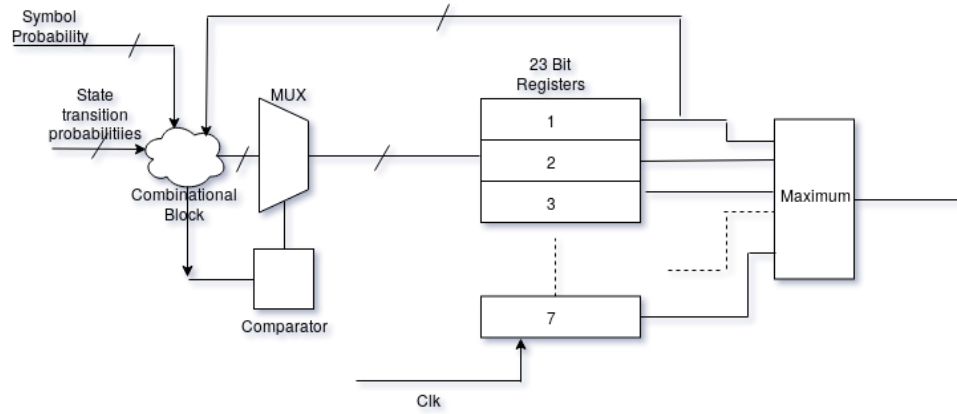 Symbol
Probability
State
transition
probabilitiies
MUX
23 Bit
Registers
1
2
3
7
Combinational
Block
Comparator
Maximum
Clk